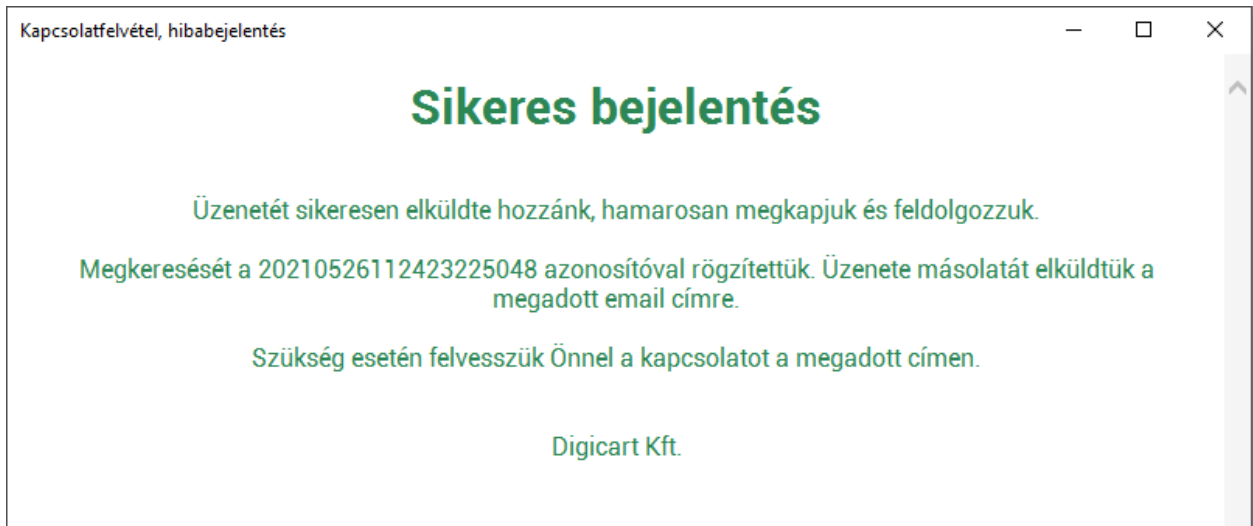 Kapcsolatfelvétel, hibabejelentés
Sikeres bejelentés
Üzenetét sikeresen elküldte hozzánk, hamarosan megkapjuk és feldolgozzuk.
Megkeresését a 20210526112423225048 azonosítóval rögzítettük. Üzenete másolatát elküldtük a
megadott email címre.
Szükség esetén felvesszük Önnel a kapcsolatot a megadott címen.
Digicart Kft.